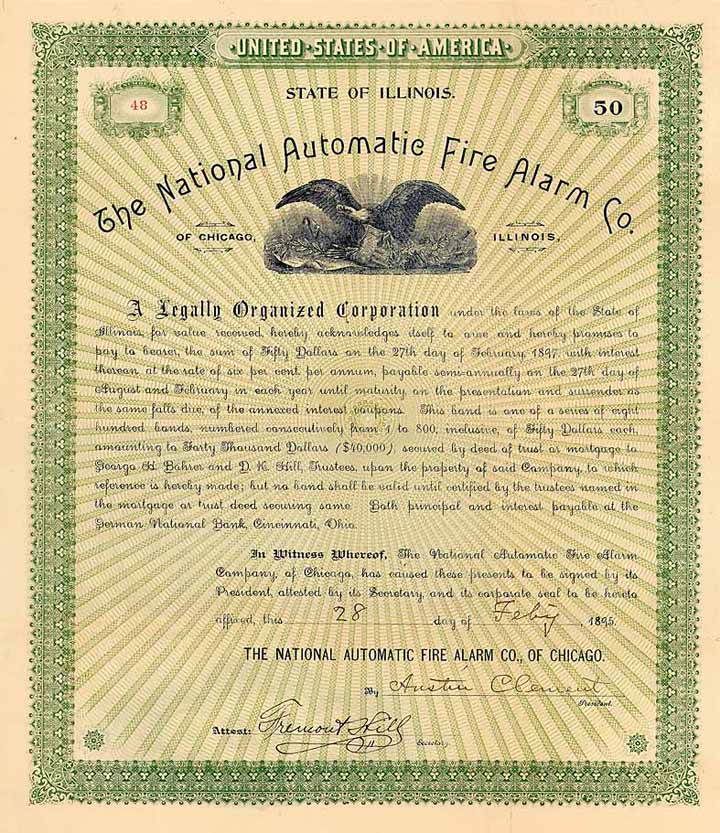 UNITED·STATES·OF·AMERICA
48
STATE OF ILLINOIS.
50
The National Automatic Fire Alarm Co.
OF CHICAGO, ILLINOIS,
A Legally Organized Corporation under the laws of the State of
Illinois, for value received, hereby acknowledges itself to owe and hereby promises to
pay to bearer, the sum of Fifty Dollars on the 27th day of February, 1897, with interest
thereon at the rate of six per cent. per annum, payable semi-annually on the 27th day of
August and February in each year until maturity, on the presentation and surrender as
the same falls due, of the annexed interest coupons. This bond is one of a series of eight
hundred bonds, numbered consecutively from 1 to 800, inclusive, of Fifty Dollars each,
amounting to Forty Thousand Dollars ($40,000), secured by deed of trust or mortgage to
George H. Bohrer and D. K. Hill, Trustees, upon the property of said Company, to which
reference is hereby made; but no bond shall be valid until certified by the trustees named in
the mortgage or trust deed securing same. Both principal and interest payable at the
German National Bank, Cincinnati, Ohio.
In Witness Whereof, The National Automatic Fire Alarm
Company, of Chicago, has caused these presents to be signed by its
President, attested by its Secretary, and its corporate seal to be hereto
affixed, this 28 day of Feby, 1895.
THE NATIONAL AUTOMATIC FIRE ALARM CO., OF CHICAGO.
By Austin Clement
President.
Attest: Fremont Hill
Secretary.